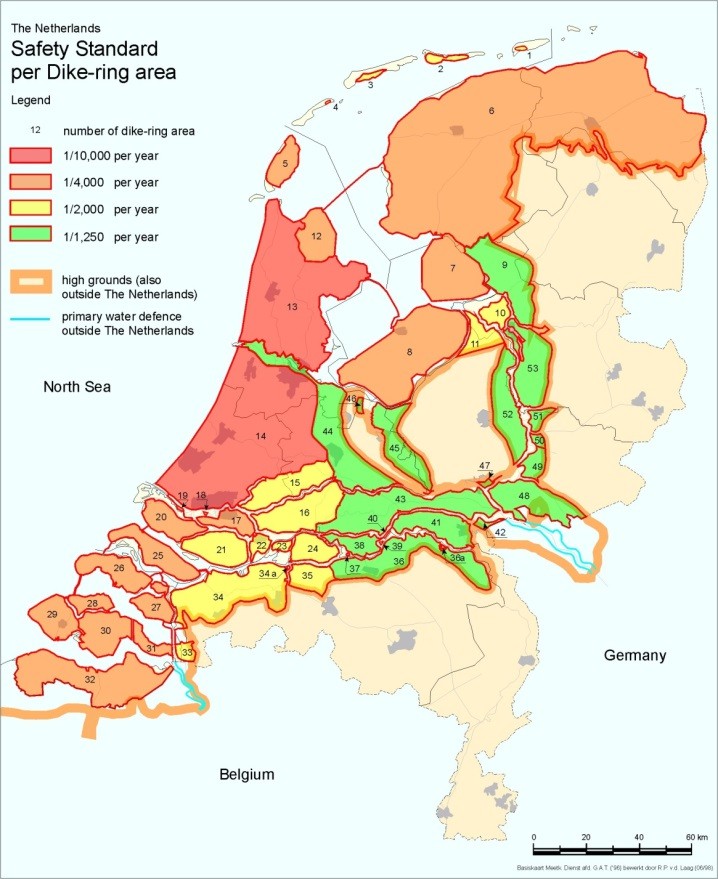 The Netherlands
Safety Standard
per Dike-ring area
Legend
12 number of dike-ring area
1/10,000 per year
1/4,000 per year
1/2,000 per year
1/1,250 per year
high grounds (also
outside The Netherlands)
primary water defence
outside The Netherlands
North Sea
Germany
Belgium
1
2
3
4
5
6
7
8
9
10
11
12
13
14
15
16
17
18
19
20
21
22
23
24
25
26
27
28
29
30
31
32
33
34
34a
35
36
36a
37
38
39
40
41
42
43
44
45
46
47
48
49
50
51
52
53
0 20 40 60 km
Basiskaart Meetk. Dienst afd. G.A.T. ('96) bewerkt door R.P. v.d. Laag (06/98)